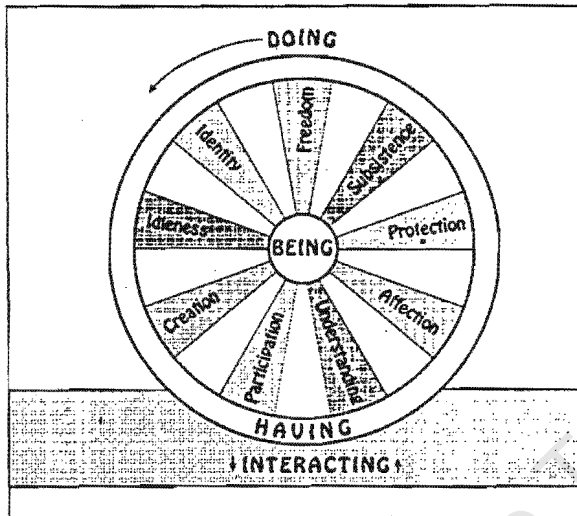 DOING
Freedom
Identity
Subsistence
Idleness
BEING
Protection
Creation
Affection
Participation
Understanding
HAVING
↓INTERACTING↑